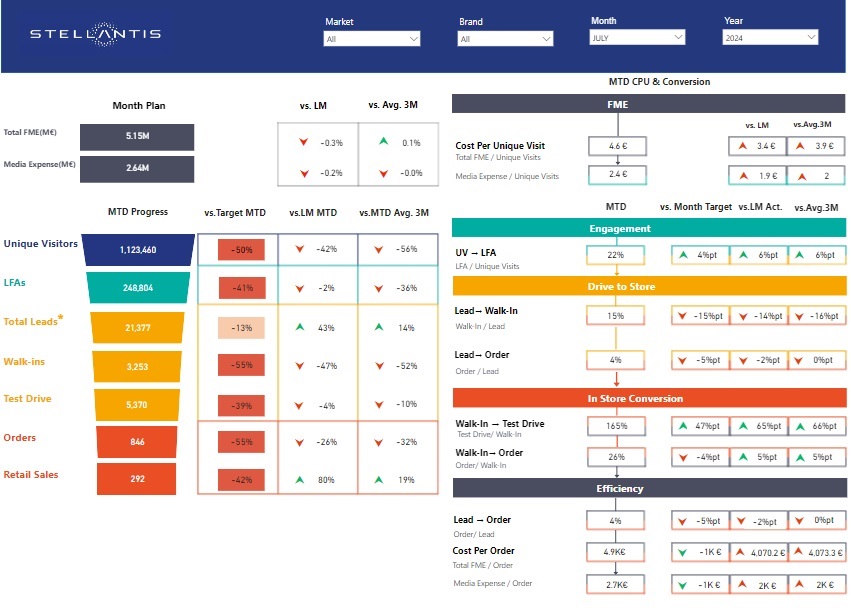 STELLANTIS
Market Brand Month Year
All All JULY 2024
MTD CPU & Conversion
Month Plan vs. LM vs. Avg. 3M
FME
Total FME(M€) 5.15M -0.3% 0.1%
Media Expense(M€) 2.64M -0.2% -0.0%
vs. LM vs.Avg.3M
Cost Per Unique Visit 4.6 € 3.4 € 3.9 €
Total FME / Unique Visits
Media Expense / Unique Visits 2.4 € 1.9 € 2
MTD Progress vs.Target MTD vs.LM MTD vs.MTD Avg. 3M
Unique Visitors 1,123,460 -50% -42% -56%
LFAs 248,804 -41% -2% -36%
Total Leads* 21,377 -13% 43% 14%
Walk-ins 3,253 -55% -47% -52%
Test Drive 5,370 -39% -4% -10%
Orders 846 -55% -26% -32%
Retail Sales 292 -42% 80% 19%
MTD vs. Month Target vs.LM Act. vs.Avg.3M
Engagement
UV → LFA 22% 4%pt 6%pt 6%pt
LFA / Unique Visits
Drive to Store
Lead→ Walk-In 15% -15%pt -14%pt -16%pt
Walk-In / Lead
Lead→ Order 4% -5%pt -2%pt 0%pt
Order / Lead
In Store Conversion
Walk-In → Test Drive 165% 47%pt 65%pt 66%pt
Test Drive/ Walk-In
Walk-In→ Order 26% -4%pt 5%pt 5%pt
Order/ Walk-In
Efficiency
Lead → Order 4% -5%pt -2%pt 0%pt
Order/ Lead
Cost Per Order 4.9K€ -1K € 4,070.2 € 4,073.3 €
Total FME / Order
Media Expense / Order 2.7K€ -1K € 2K € 2K €